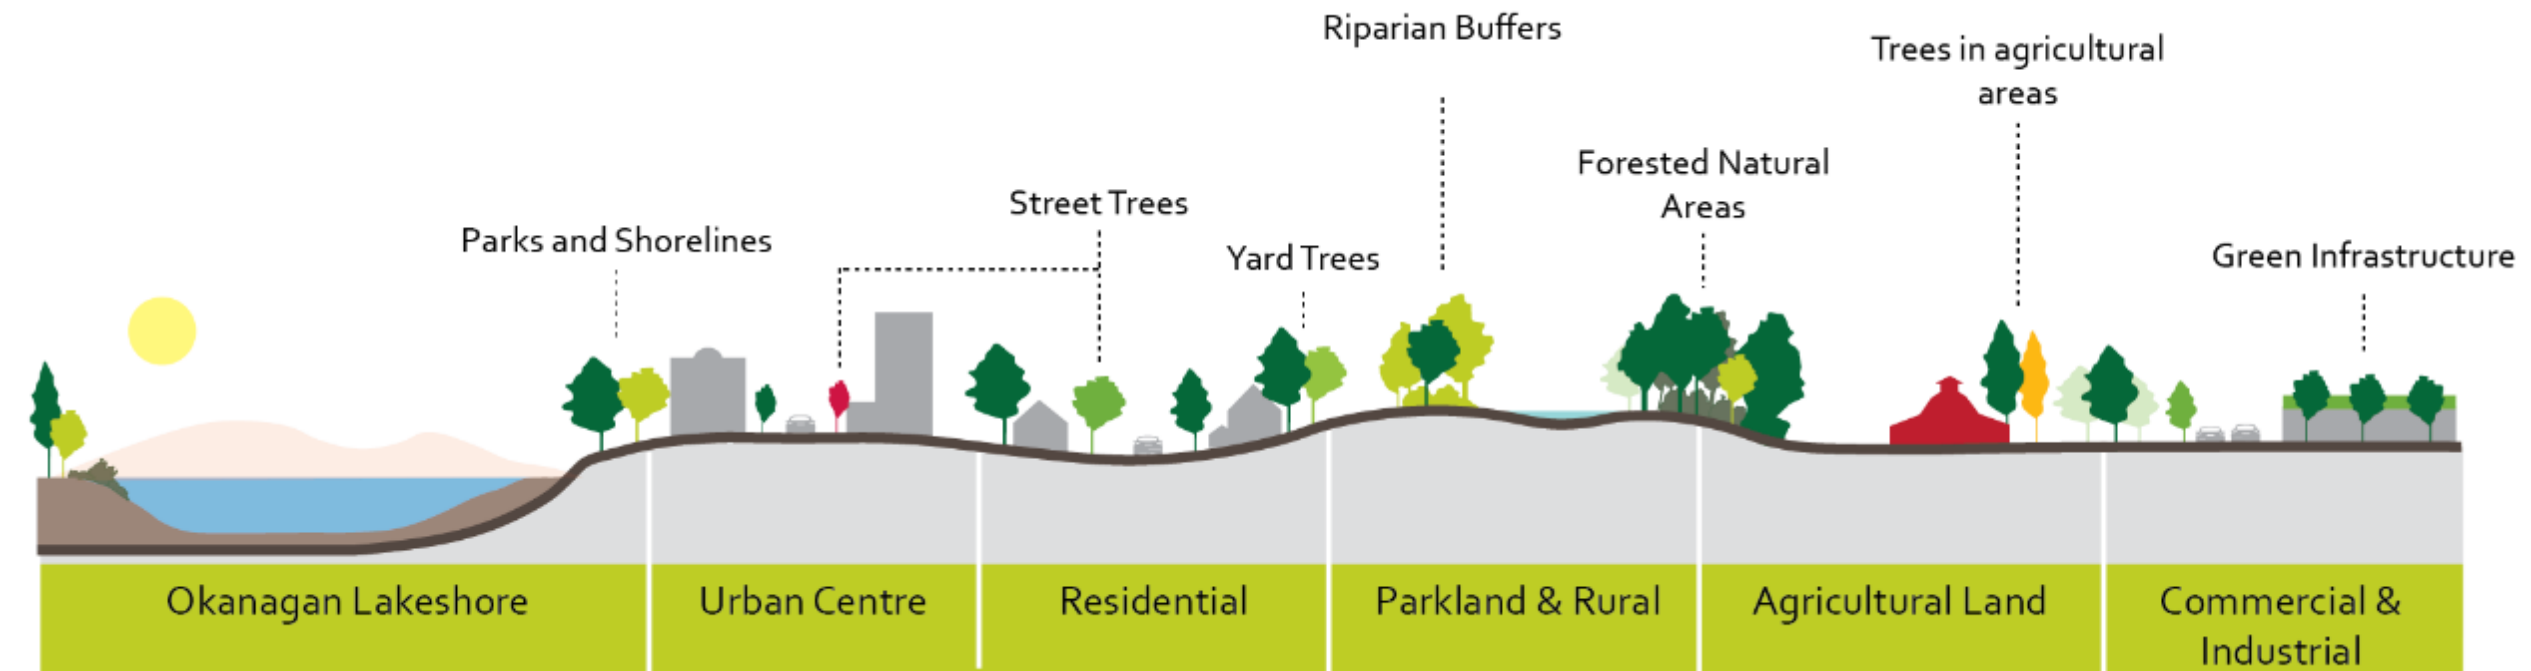 Riparian Buffers
Trees in agricultural
areas
Forested Natural
Areas
Street Trees
Parks and Shorelines
Yard Trees
Green Infrastructure
Okanagan Lakeshore
Urban Centre
Residential
Parkland & Rural
Agricultural Land
Commercial &
Industrial